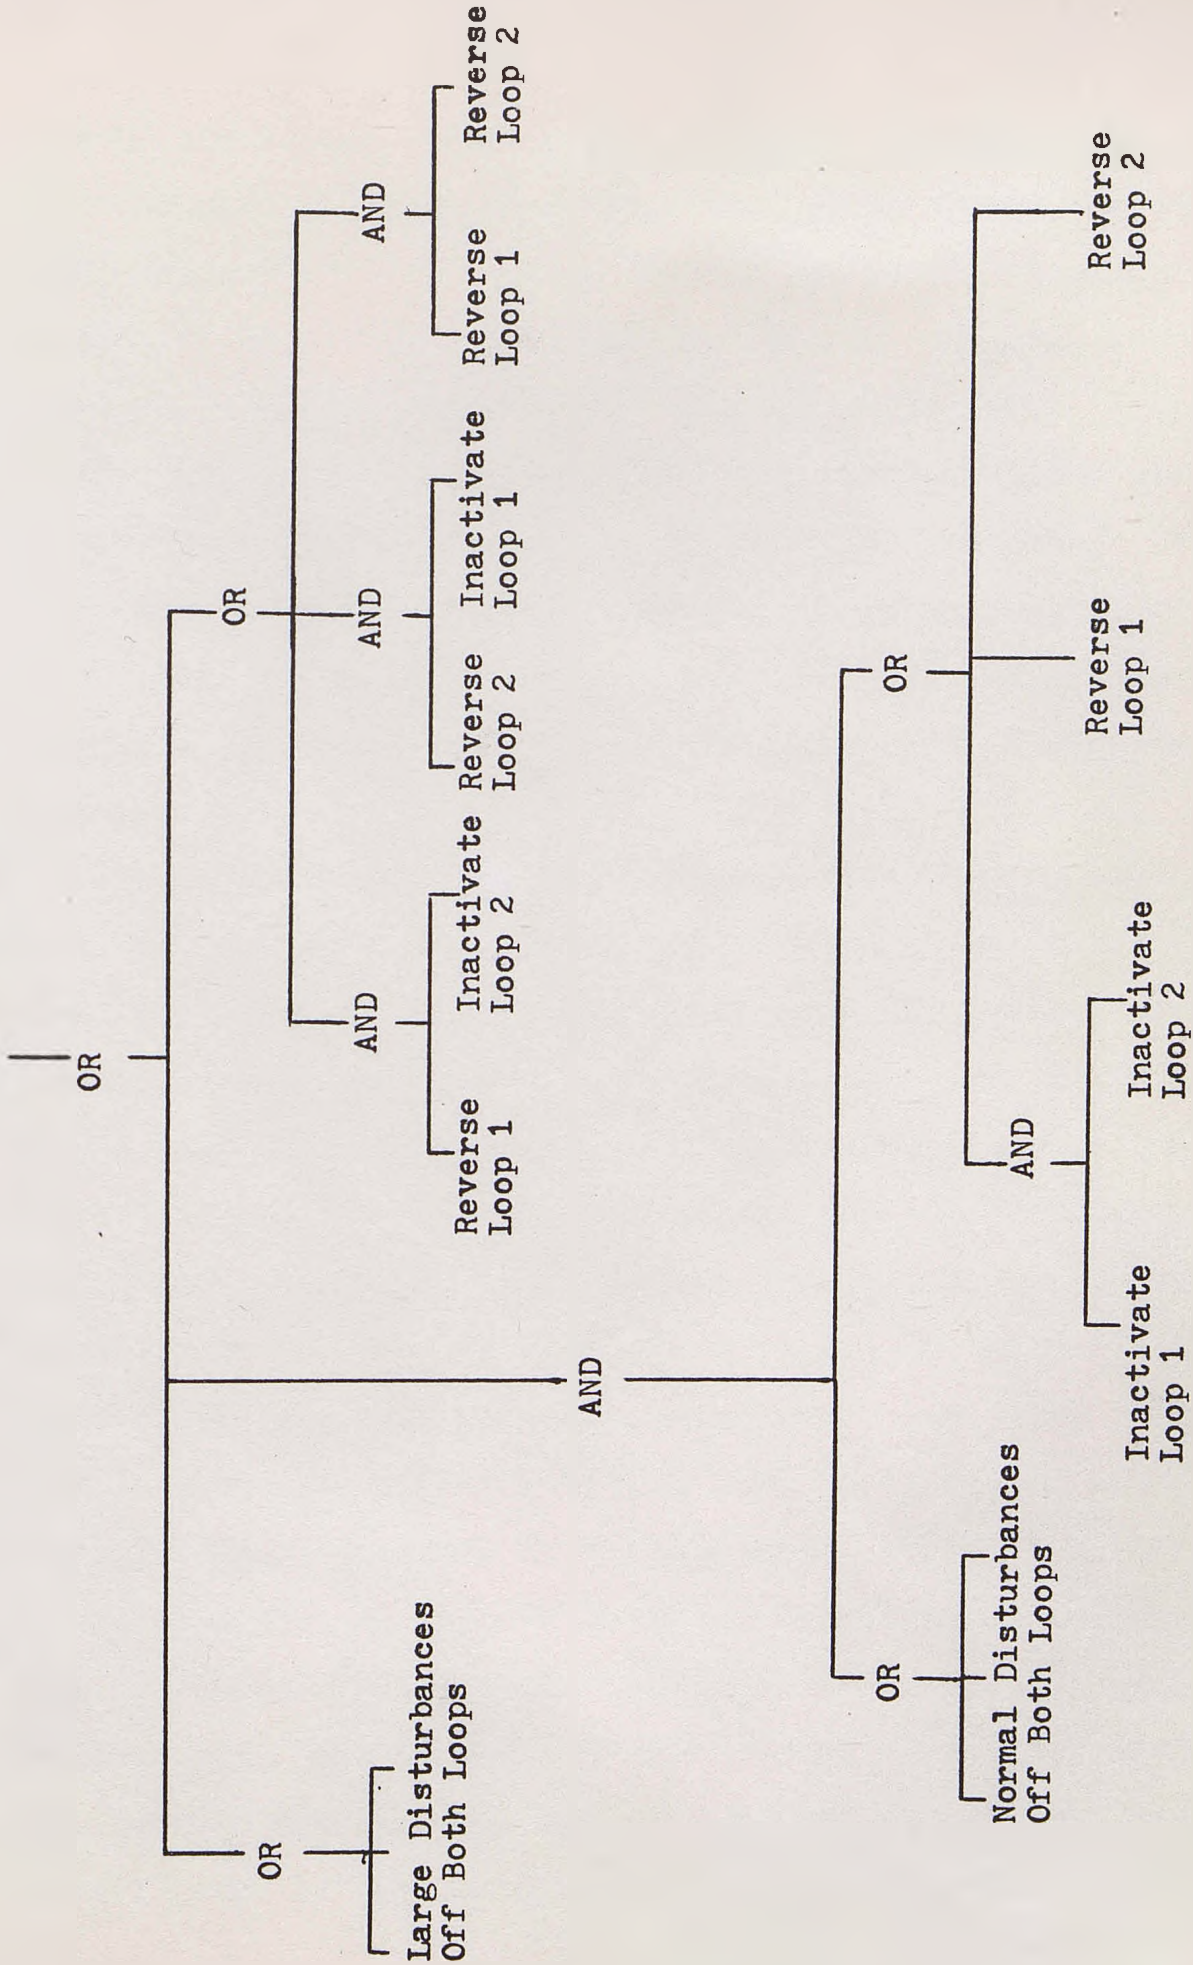 OR
OR
OR
Large Disturbances
Off Both Loops
AND
AND
AND
Reverse
Loop 1
Inactivate
Loop 2
Reverse
Loop 2
Inactivate
Loop 1
Reverse
Loop 1
Reverse
Loop 2
AND
OR
OR
Normal Disturbances
Off Both Loops
AND
Reverse
Loop 1
Reverse
Loop 2
Inactivate
Loop 1
Inactivate
Loop 2